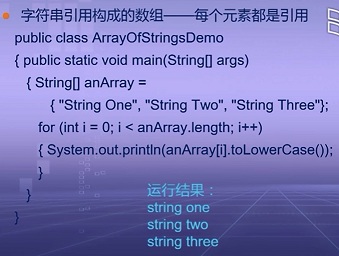 字符串引用构成的数组——每个元素都是引用
public class ArrayOfStringsDemo
{ public static void main(String[] args)
{ String[] anArray =
{ "String One", "String Two", "String Three"};
for (int i = 0; i < anArray.length; i++)
{ System.out.println(anArray[i].toLowerCase());
}
}
}
运行结果：
string one
string two
string three